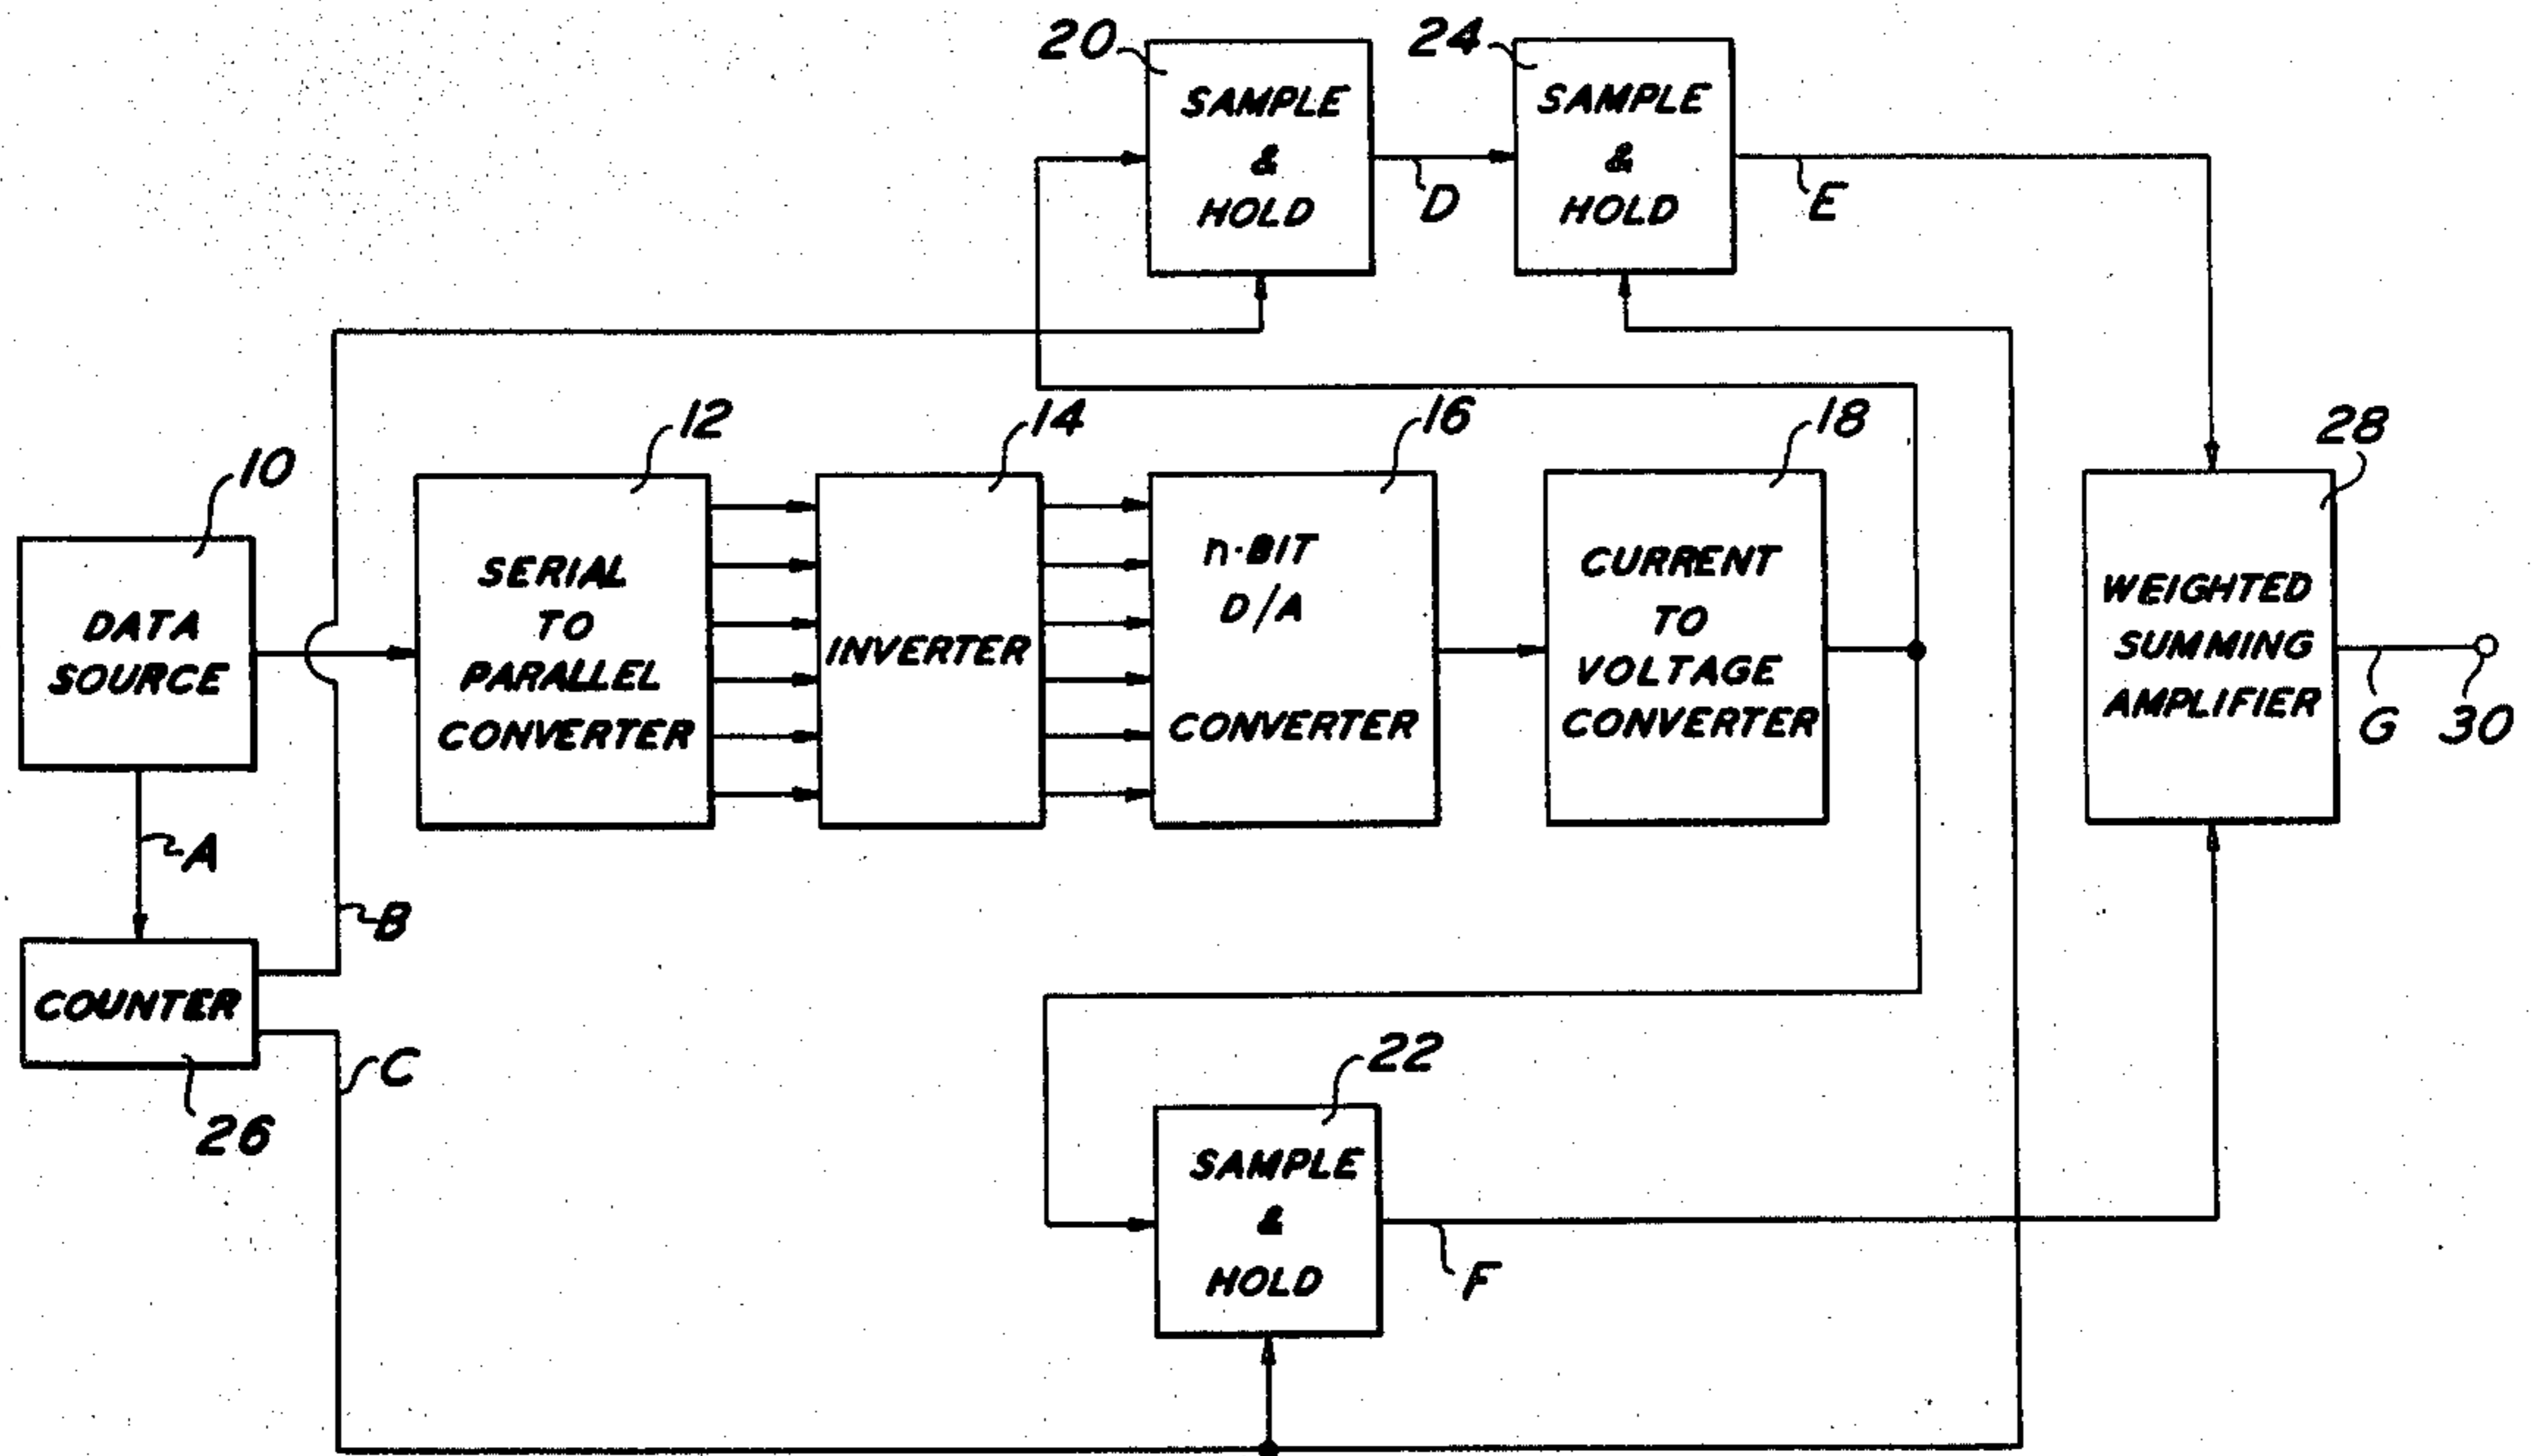 20
SAMPLE
&
HOLD
24
SAMPLE
&
HOLD
D
E
10
DATA
SOURCE
12
SERIAL
TO
PARALLEL
CONVERTER
14
INVERTER
16
n-BIT
D/A
CONVERTER
18
CURRENT
TO
VOLTAGE
CONVERTER
28
WEIGHTED
SUMMING
AMPLIFIER
G
30
A
B
COUNTER
26
C
22
SAMPLE
&
HOLD
F